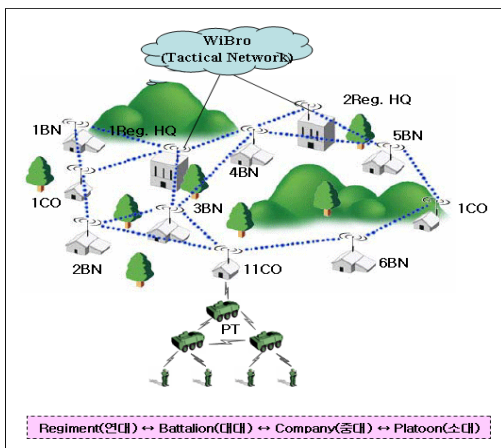 WiBro
(Tactical Network)
2Reg. HQ
1BN
1Reg. HQ
5BN
4BN
1CO
3BN
1CO
2BN
11CO
6BN
PT
Regiment(연대) ↔ Battalion(대대) ↔ Company(중대) ↔ Platoon(소대)